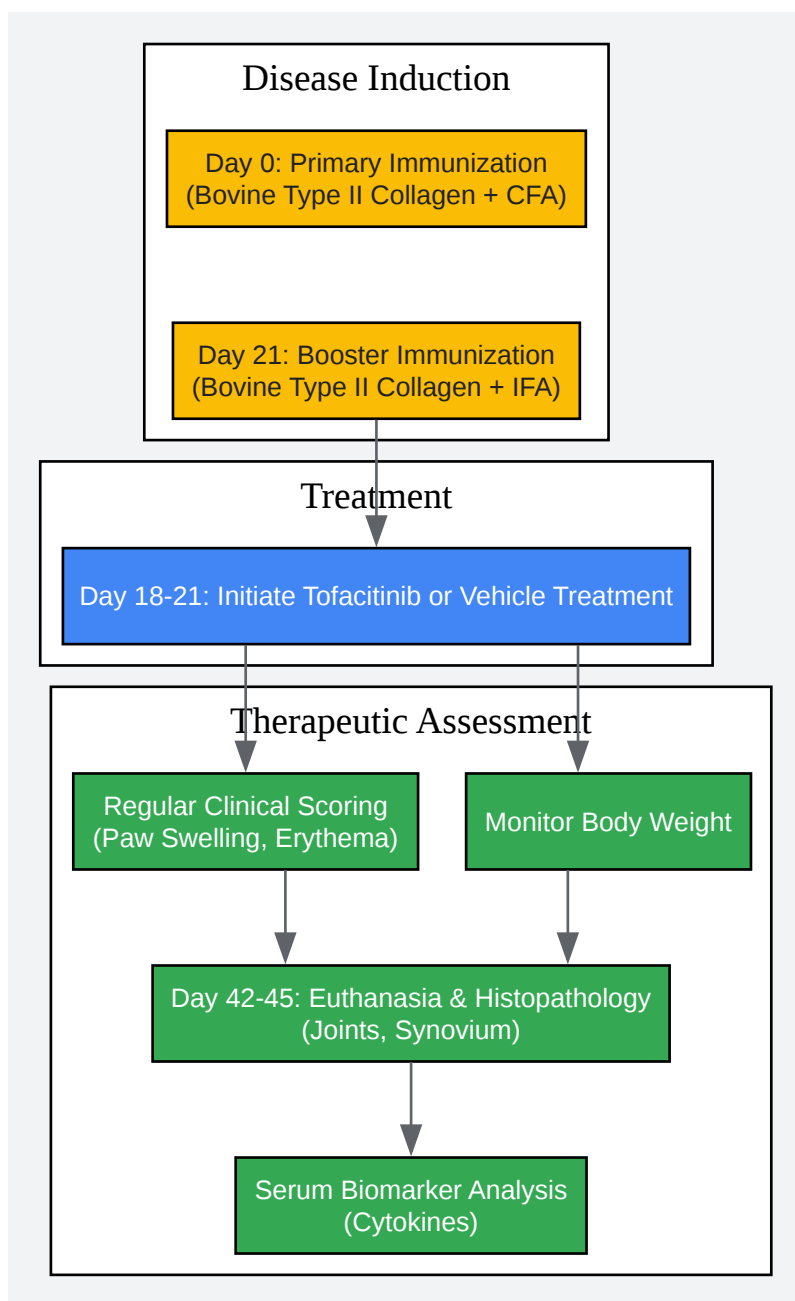 Disease Induction
Day 0: Primary Immunization
(Bovine Type II Collagen + CFA)
Day 21: Booster Immunization
(Bovine Type II Collagen + IFA)
Treatment
Day 18-21: Initiate Tofacitinib or Vehicle Treatment
Therapeutic Assessment
Regular Clinical Scoring
(Paw Swelling, Erythema)
Monitor Body Weight
Day 42-45: Euthanasia & Histopathology
(Joints, Synovium)
Serum Biomarker Analysis
(Cytokines)